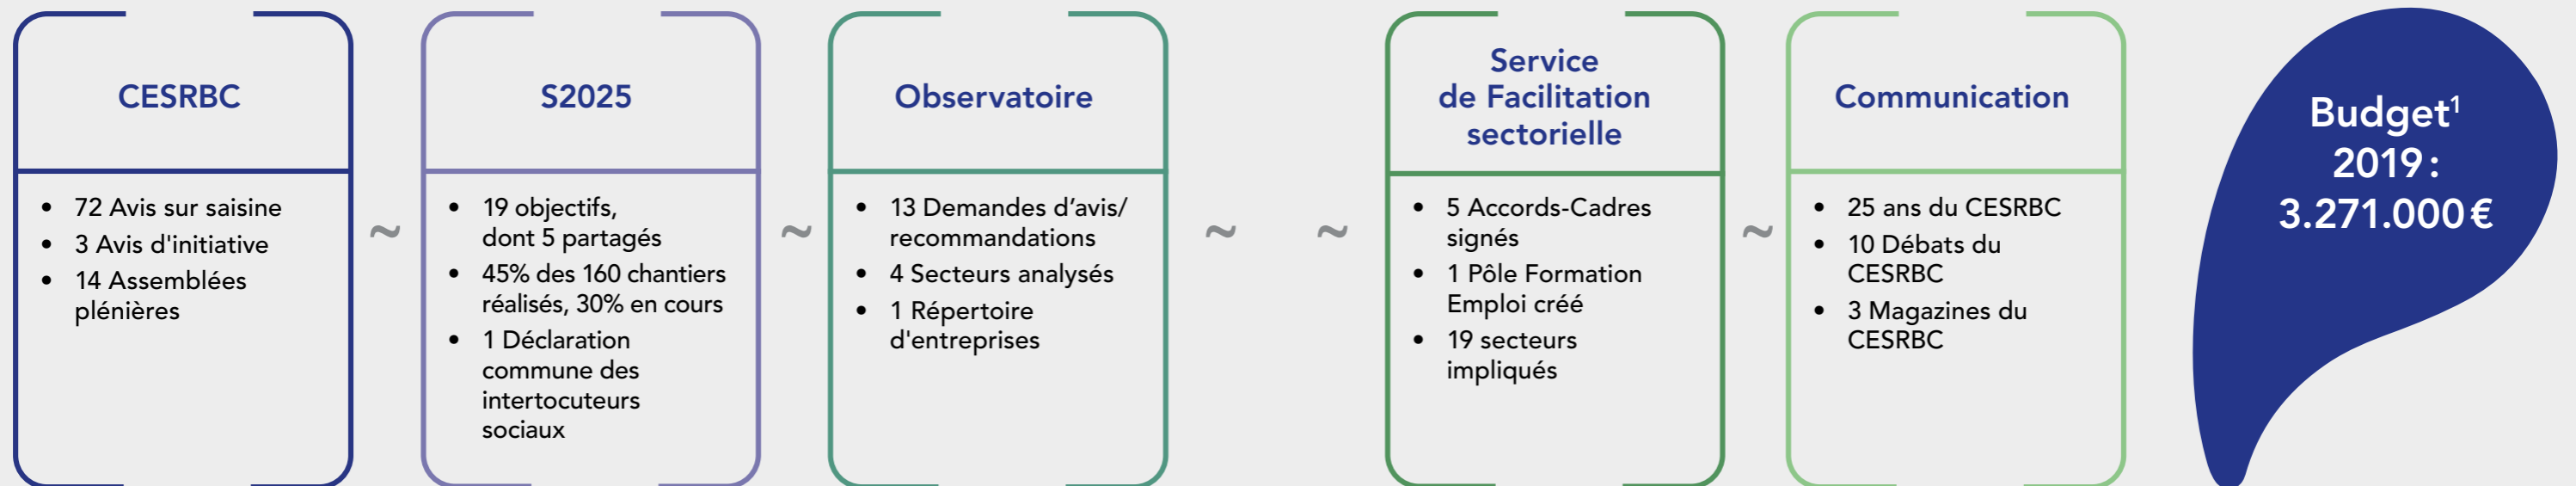 CESRBC
• 72 Avis sur saisine
• 3 Avis d'initiative
• 14 Assemblées
plénières
~
S2025
• 19 objectifs,
dont 5 partagés
• 45% des 160 chantiers
réalisés, 30% en cours
• 1 Déclaration
commune des
intertocuteurs
sociaux
~
Observatoire
• 13 Demandes d’avis/
recommandations
• 4 Secteurs analysés
• 1 Répertoire
d'entreprises
~
~
Service
de Facilitation
sectorielle
• 5 Accords-Cadres
signés
• 1 Pôle Formation
Emploi créé
• 19 secteurs
impliqués
~
Communication
• 25 ans du CESRBC
• 10 Débats du
CESRBC
• 3 Magazines du
CESRBC
Budget¹
2019 :
3.271.000 €